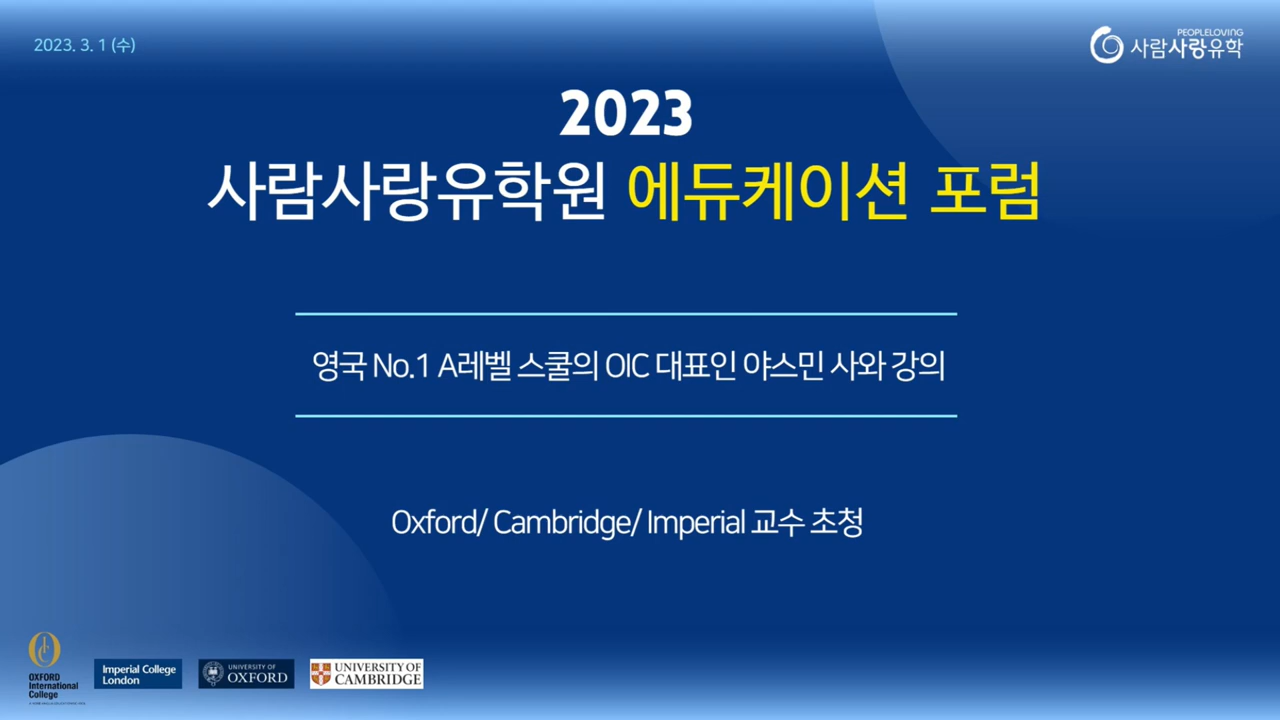 2023. 3. 1 (수)
PEOPLELOVING
사람사랑유학
2023
사람사랑유학원 에듀케이션 포럼
영국 No.1 A레벨 스쿨의 OIC 대표인 야스민 사와 강의
Oxford/ Cambridge/ Imperial 교수 초청
OXFORD
International
College
Imperial College
London
UNIVERSITY OF
OXFORD
UNIVERSITY OF
CAMBRIDGE